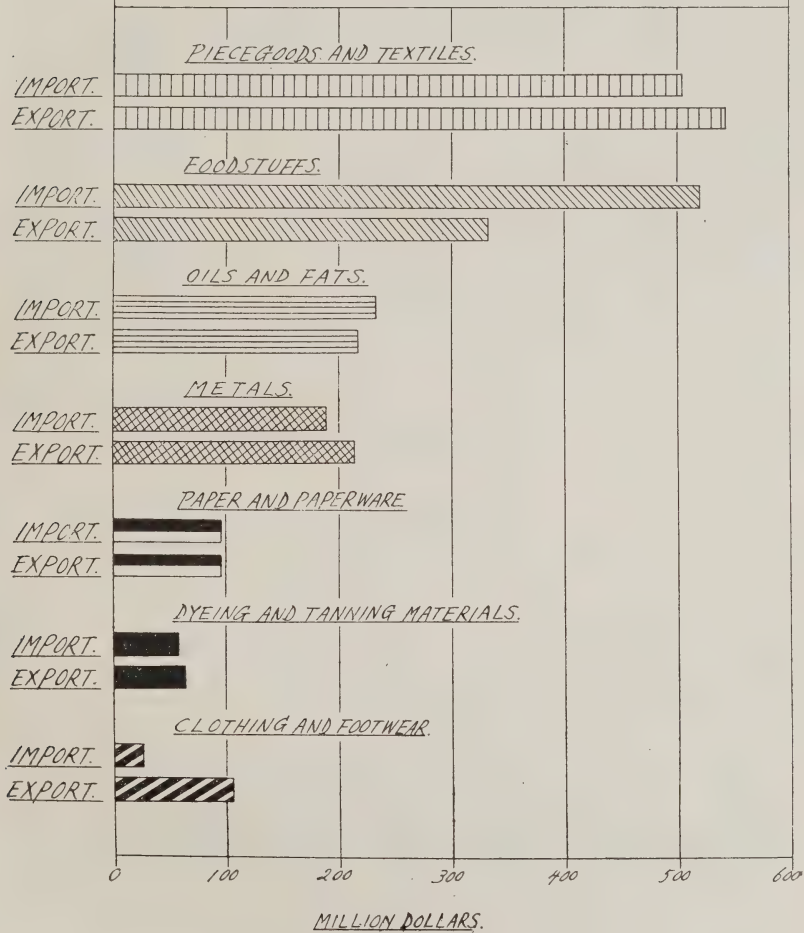 PIECEGOODS AND TEXTILES.
IMPORT.
EXPORT.
FOODSTUFFS.
IMPORT.
EXPORT.
OILS AND FATS.
IMPORT.
EXPORT.
METALS.
IMPORT.
EXPORT.
PAPER AND PAPERWARE
IMPORT.
EXPORT.
DYEING AND TANNING MATERIALS.
IMPORT.
EXPORT.
CLOTHING AND FOOTWEAR.
IMPORT.
EXPORT.
0 100 200 300 400 500 600
MILLION DOLLARS.